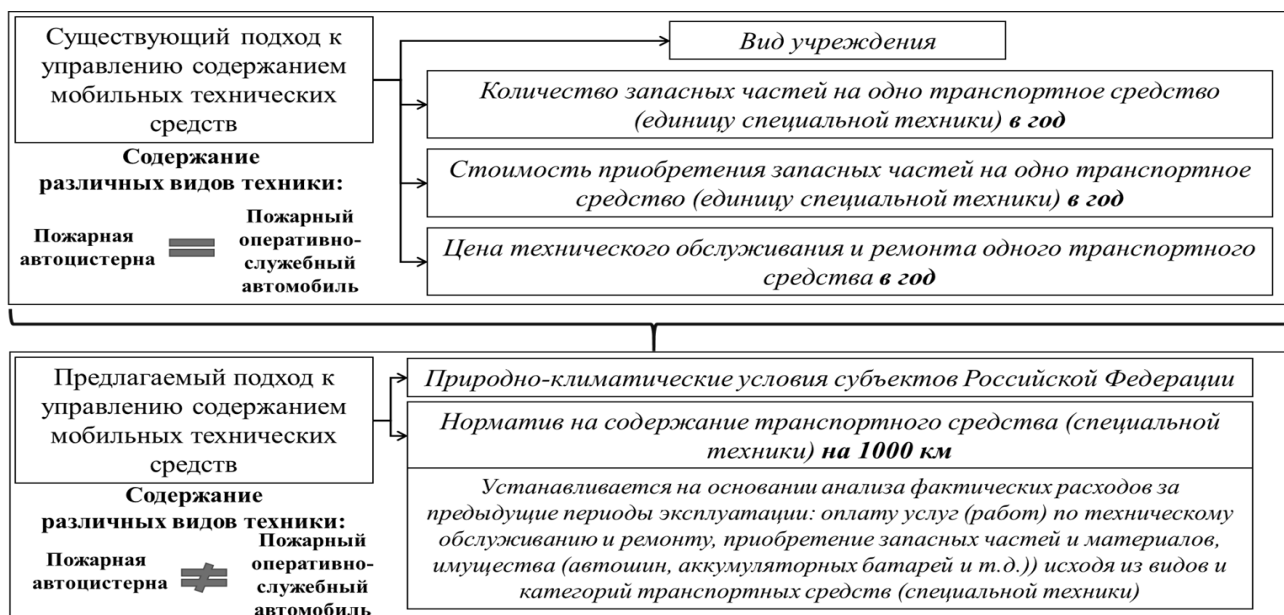 Существующий подход к
управлению содержанием
мобильных технических
средств
Содержание
различных видов техники:
Пожарная
автоцистерна
Пожарный
оперативно-
служебный
автомобиль
Вид учреждения
Количество запасных частей на одно транспортное средство
(единицу специальной техники) в год
Стоимость приобретения запасных частей на одно транспортное
средство (единицу специальной техники) в год
Цена технического обслуживания и ремонта одного транспортного
средства в год
Предлагаемый подход к
управлению содержанием
мобильных технических
средств
Содержание
различных видов техники:
Пожарная
автоцистерна
Пожарный
оперативно-
служебный
автомобиль
Природно-климатические условия субъектов Российской Федерации
Норматив на содержание транспортного средства (специальной
техники) на 1000 км
Устанавливается на основании анализа фактических расходов за
предыдущие периоды эксплуатации: оплату услуг (работ) по техническому
обслуживанию и ремонту, приобретение запасных частей и материалов,
имущества (автошин, аккумуляторных батарей и т.д.)) исходя из видов и
категорий транспортных средств (специальной техники)